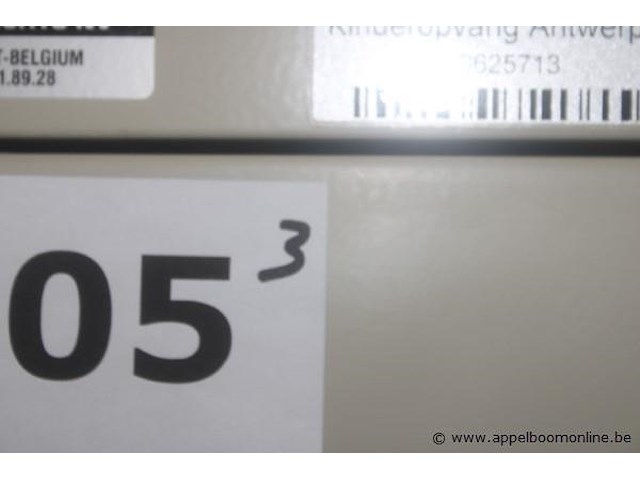 T-BELGIUM
1.89.28
Kinderopvang Antwerp
625713
05 3
© www.appelboomonline.be